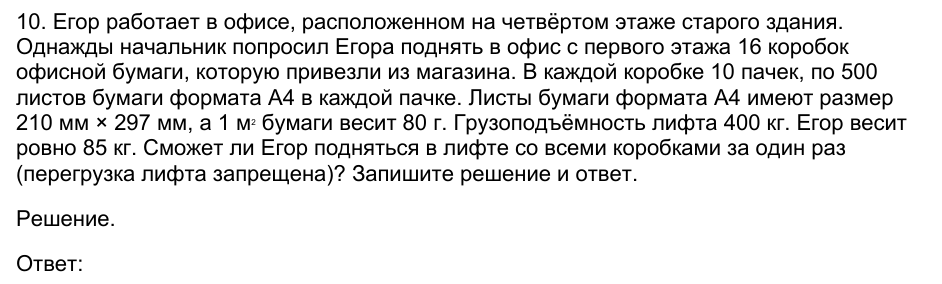 10. Егор работает в офисе, расположенном на четвёртом этаже старого здания.
Однажды начальник попросил Егора поднять в офис с первого этажа 16 коробок
офисной бумаги, которую привезли из магазина. В каждой коробке 10 пачек, по 500
листов бумаги формата А4 в каждой пачке. Листы бумаги формата А4 имеют размер
210 мм × 297 мм, а 1 м² бумаги весит 80 г. Грузоподъёмность лифта 400 кг. Егор весит
ровно 85 кг. Сможет ли Егор подняться в лифте со всеми коробками за один раз
(перегрузка лифта запрещена)? Запишите решение и ответ.
Решение.
Ответ: